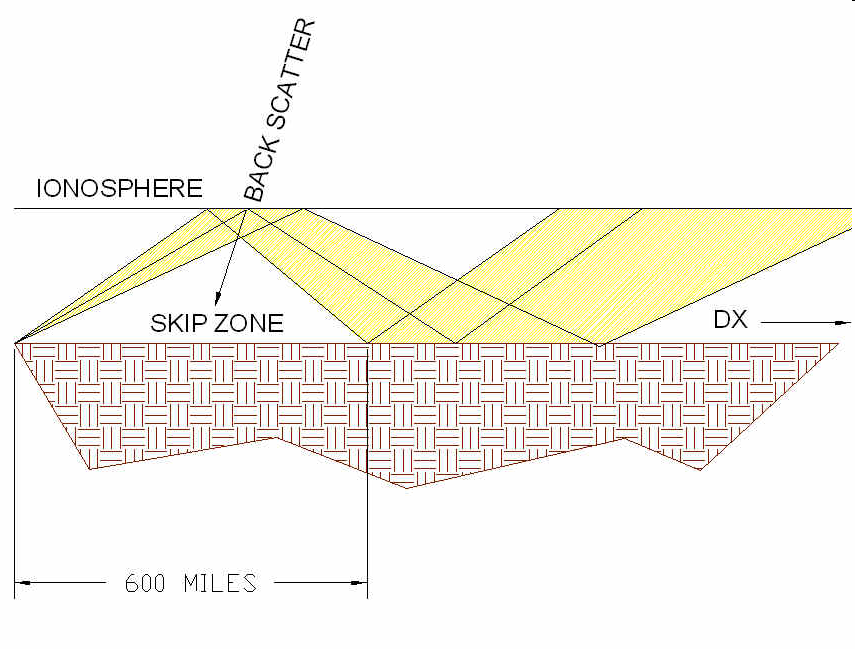 BACK SCATTER
IONOSPHERE
SKIP ZONE
DX
600 MILES